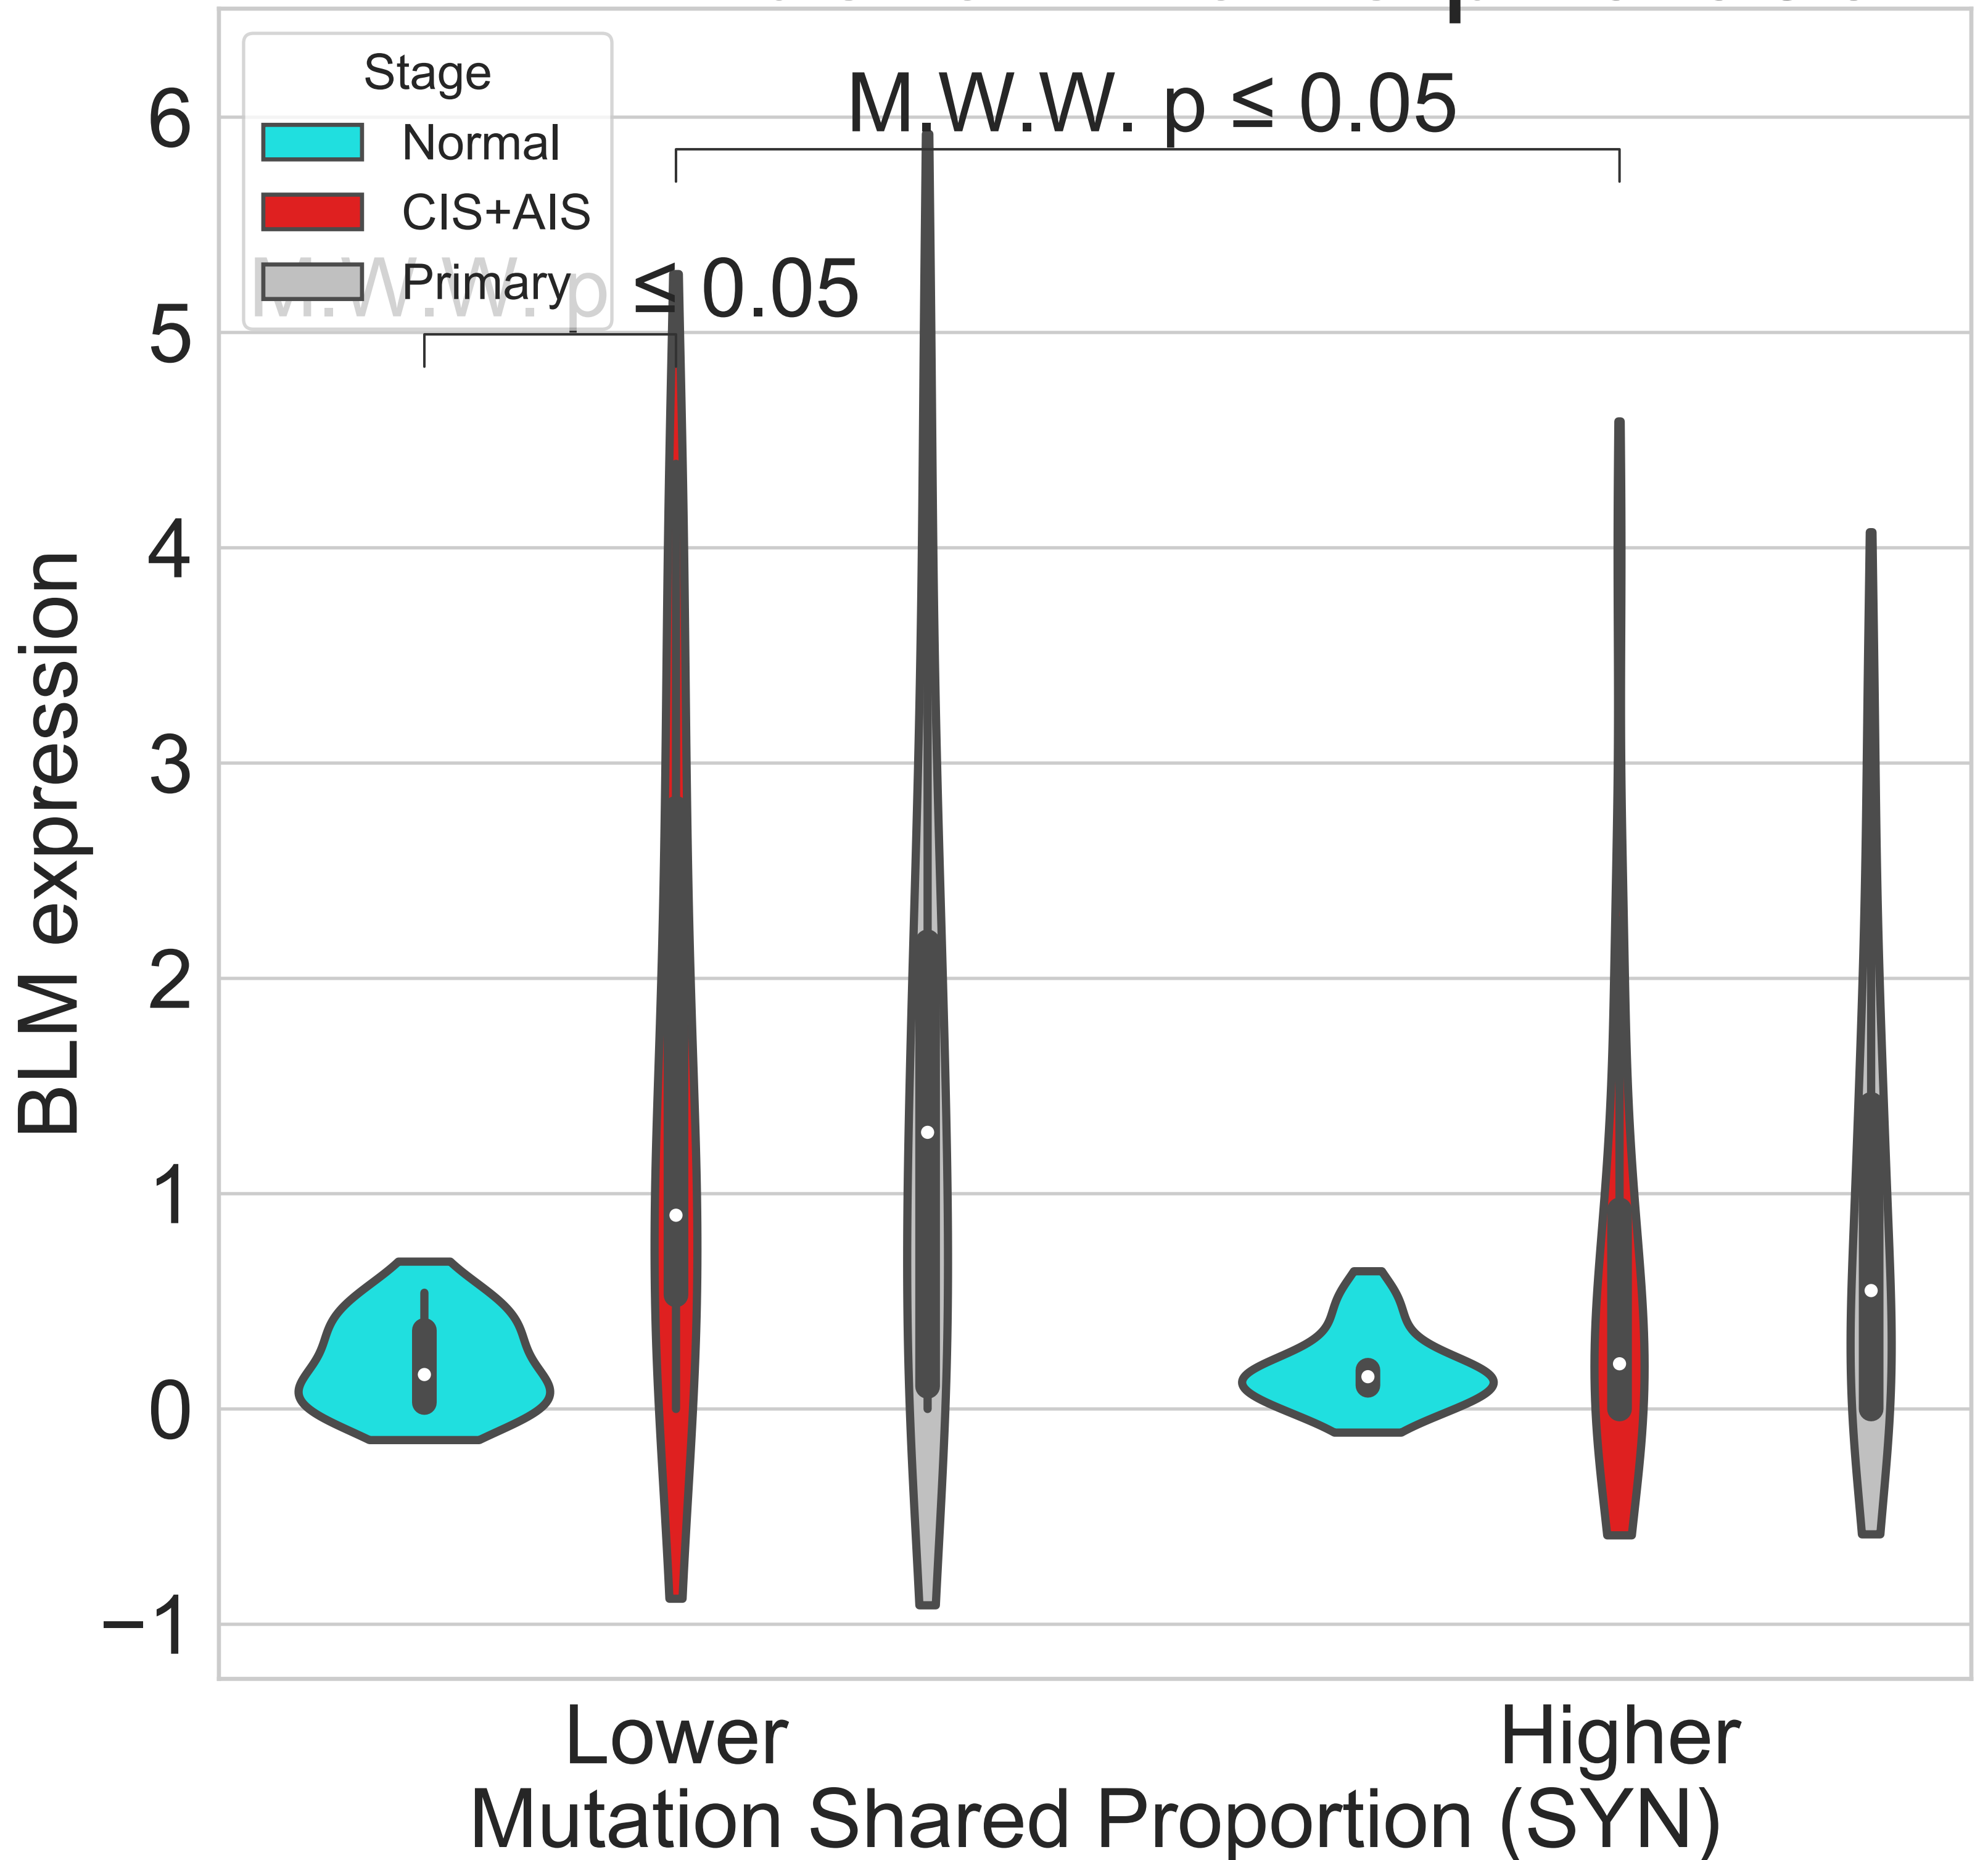 Stage
Normal
CIS+AIS
Primary
M.W.W. p ≤ 0.05
M.W.W. p ≤ 0.05
6
5
4
3
2
1
0
−1
BLM expression
Lower
Higher
Mutation Shared Proportion (SYN)